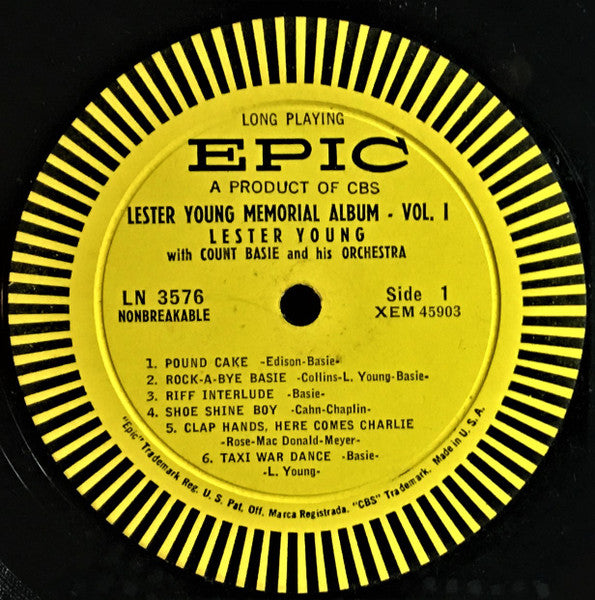 LONG PLAYING
EPIC
A PRODUCT OF CBS
LESTER YOUNG MEMORIAL ALBUM - VOL. I
LESTER YOUNG
with COUNT BASIE and his ORCHESTRA
LN 3576 Side 1
NONBREAKABLE XEM 45903
1. POUND CAKE -Edison-Basie-
2. ROCK-A-BYE BASIE -Collins-L. Young-Basie-
3. RIFF INTERLUDE -Basie-
4. SHOE SHINE BOY -Cahn-Chaplin-
5. CLAP HANDS, HERE COMES CHARLIE
-Rose-Mac Donald-Meyer-
6. TAXI WAR DANCE -Basie-
-L. Young-
"Epic" Trademark Reg. U. S. Pat. Off. Marca Registrada. "CBS" Trademark. Made in U. S. A.